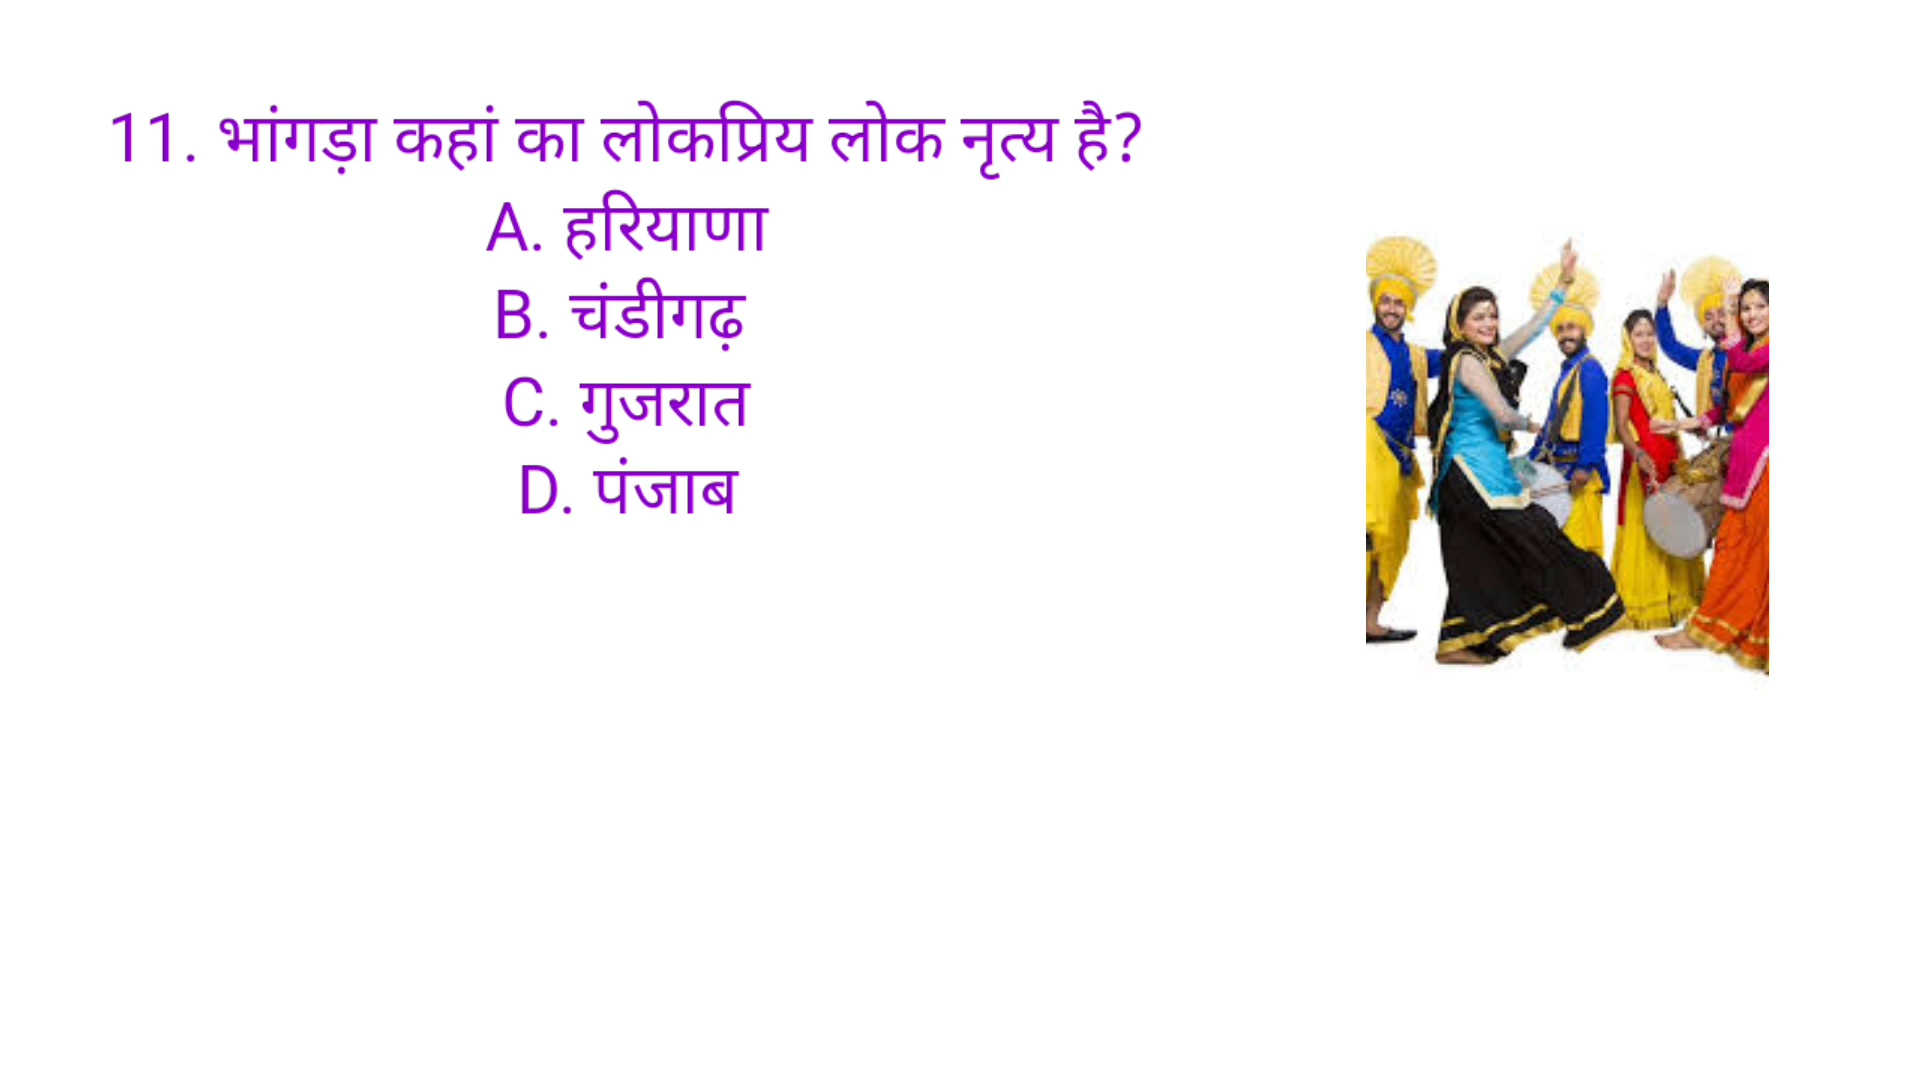 11. भांगड़ा कहां का लोकप्रिय लोक नृत्य है?
A. हरियाणा
B. चंडीगढ़
C. गुजरात
D. पंजाब